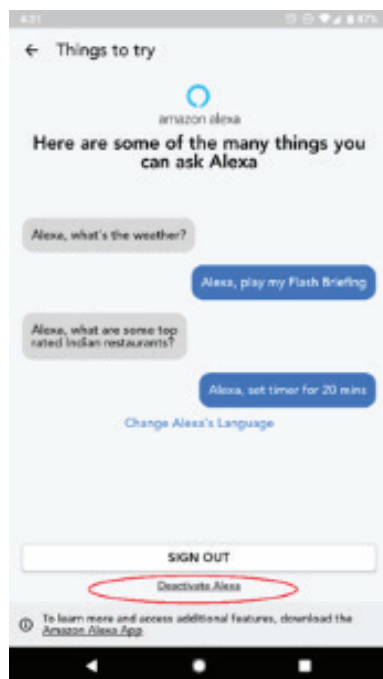 4:31
87%
Things to try
amazon alexa
Here are some of the many things you
can ask Alexa
Alexa, what's the weather?
Alexa, play my Flash Briefing
Alexa, what are some top
rated Indian restaurants?
Alexa, set timer for 20 mins
Change Alexa's Language
SIGN OUT
Deactivate Alexa
To learn more and access additional features, download the
Amazon Alexa App